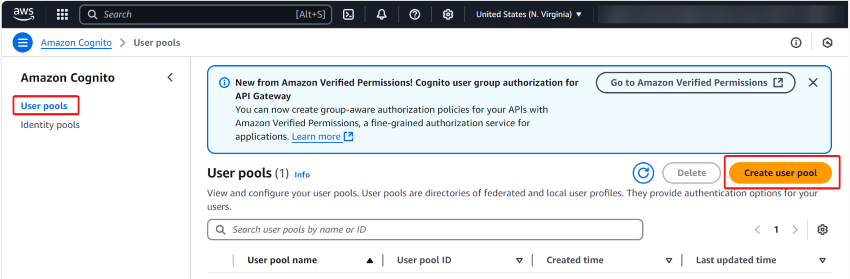 aws
Search [Alt+S] United States (N. Virginia)
Amazon Cognito > User pools
Amazon Cognito
User pools
Identity pools
New from Amazon Verified Permissions! Cognito user group authorization for
API Gateway
You can now create group-aware authorization policies for your APIs with
Amazon Verified Permissions, a fine-grained authorization service for
applications. Learn more
Go to Amazon Verified Permissions
User pools (1) Info
Delete
Create user pool
View and configure your user pools. User pools are directories of federated and local user profiles. They provide authentication options for your
users.
Search user pools by name or ID
1
User pool name User pool ID Created time Last updated time